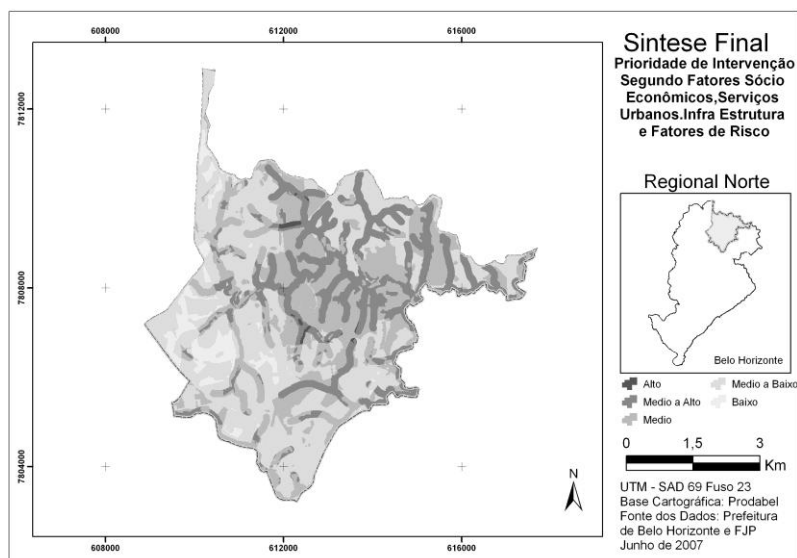 608000
612000
616000
7812000
7808000
7804000
608000
612000
616000
N
Sintese Final
Prioridade de Intervenção
Segundo Fatores Sócio
Econômicos,Serviços
Urbanos.Infra Estrutura
e Fatores de Risco
Regional Norte
Belo Horizonte
Alto
Medio a Alto
Medio
Medio a Baixo
Baixo
0 1,5 3
Km
UTM - SAD 69 Fuso 23
Base Cartográfica: Prodabel
Fonte dos Dados: Prefeitura
de Belo Horizonte e FJP
Junho de 2007